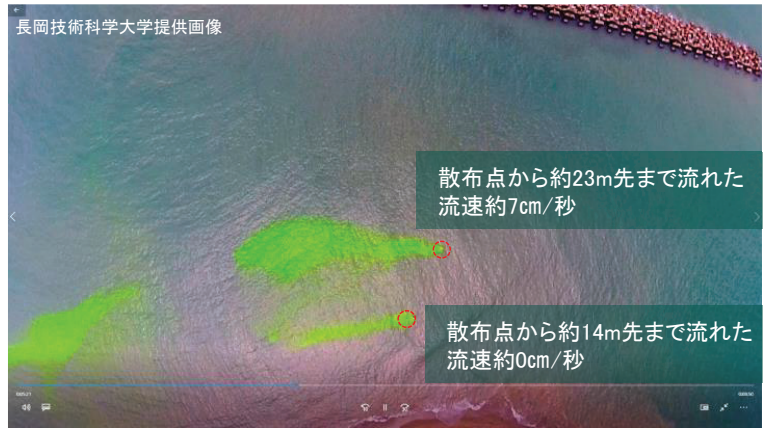 長岡技術科学大学提供画像
散布点から約23m先まで流れた
流速約7cm/秒
散布点から約14m先まで流れた
流速約0cm/秒